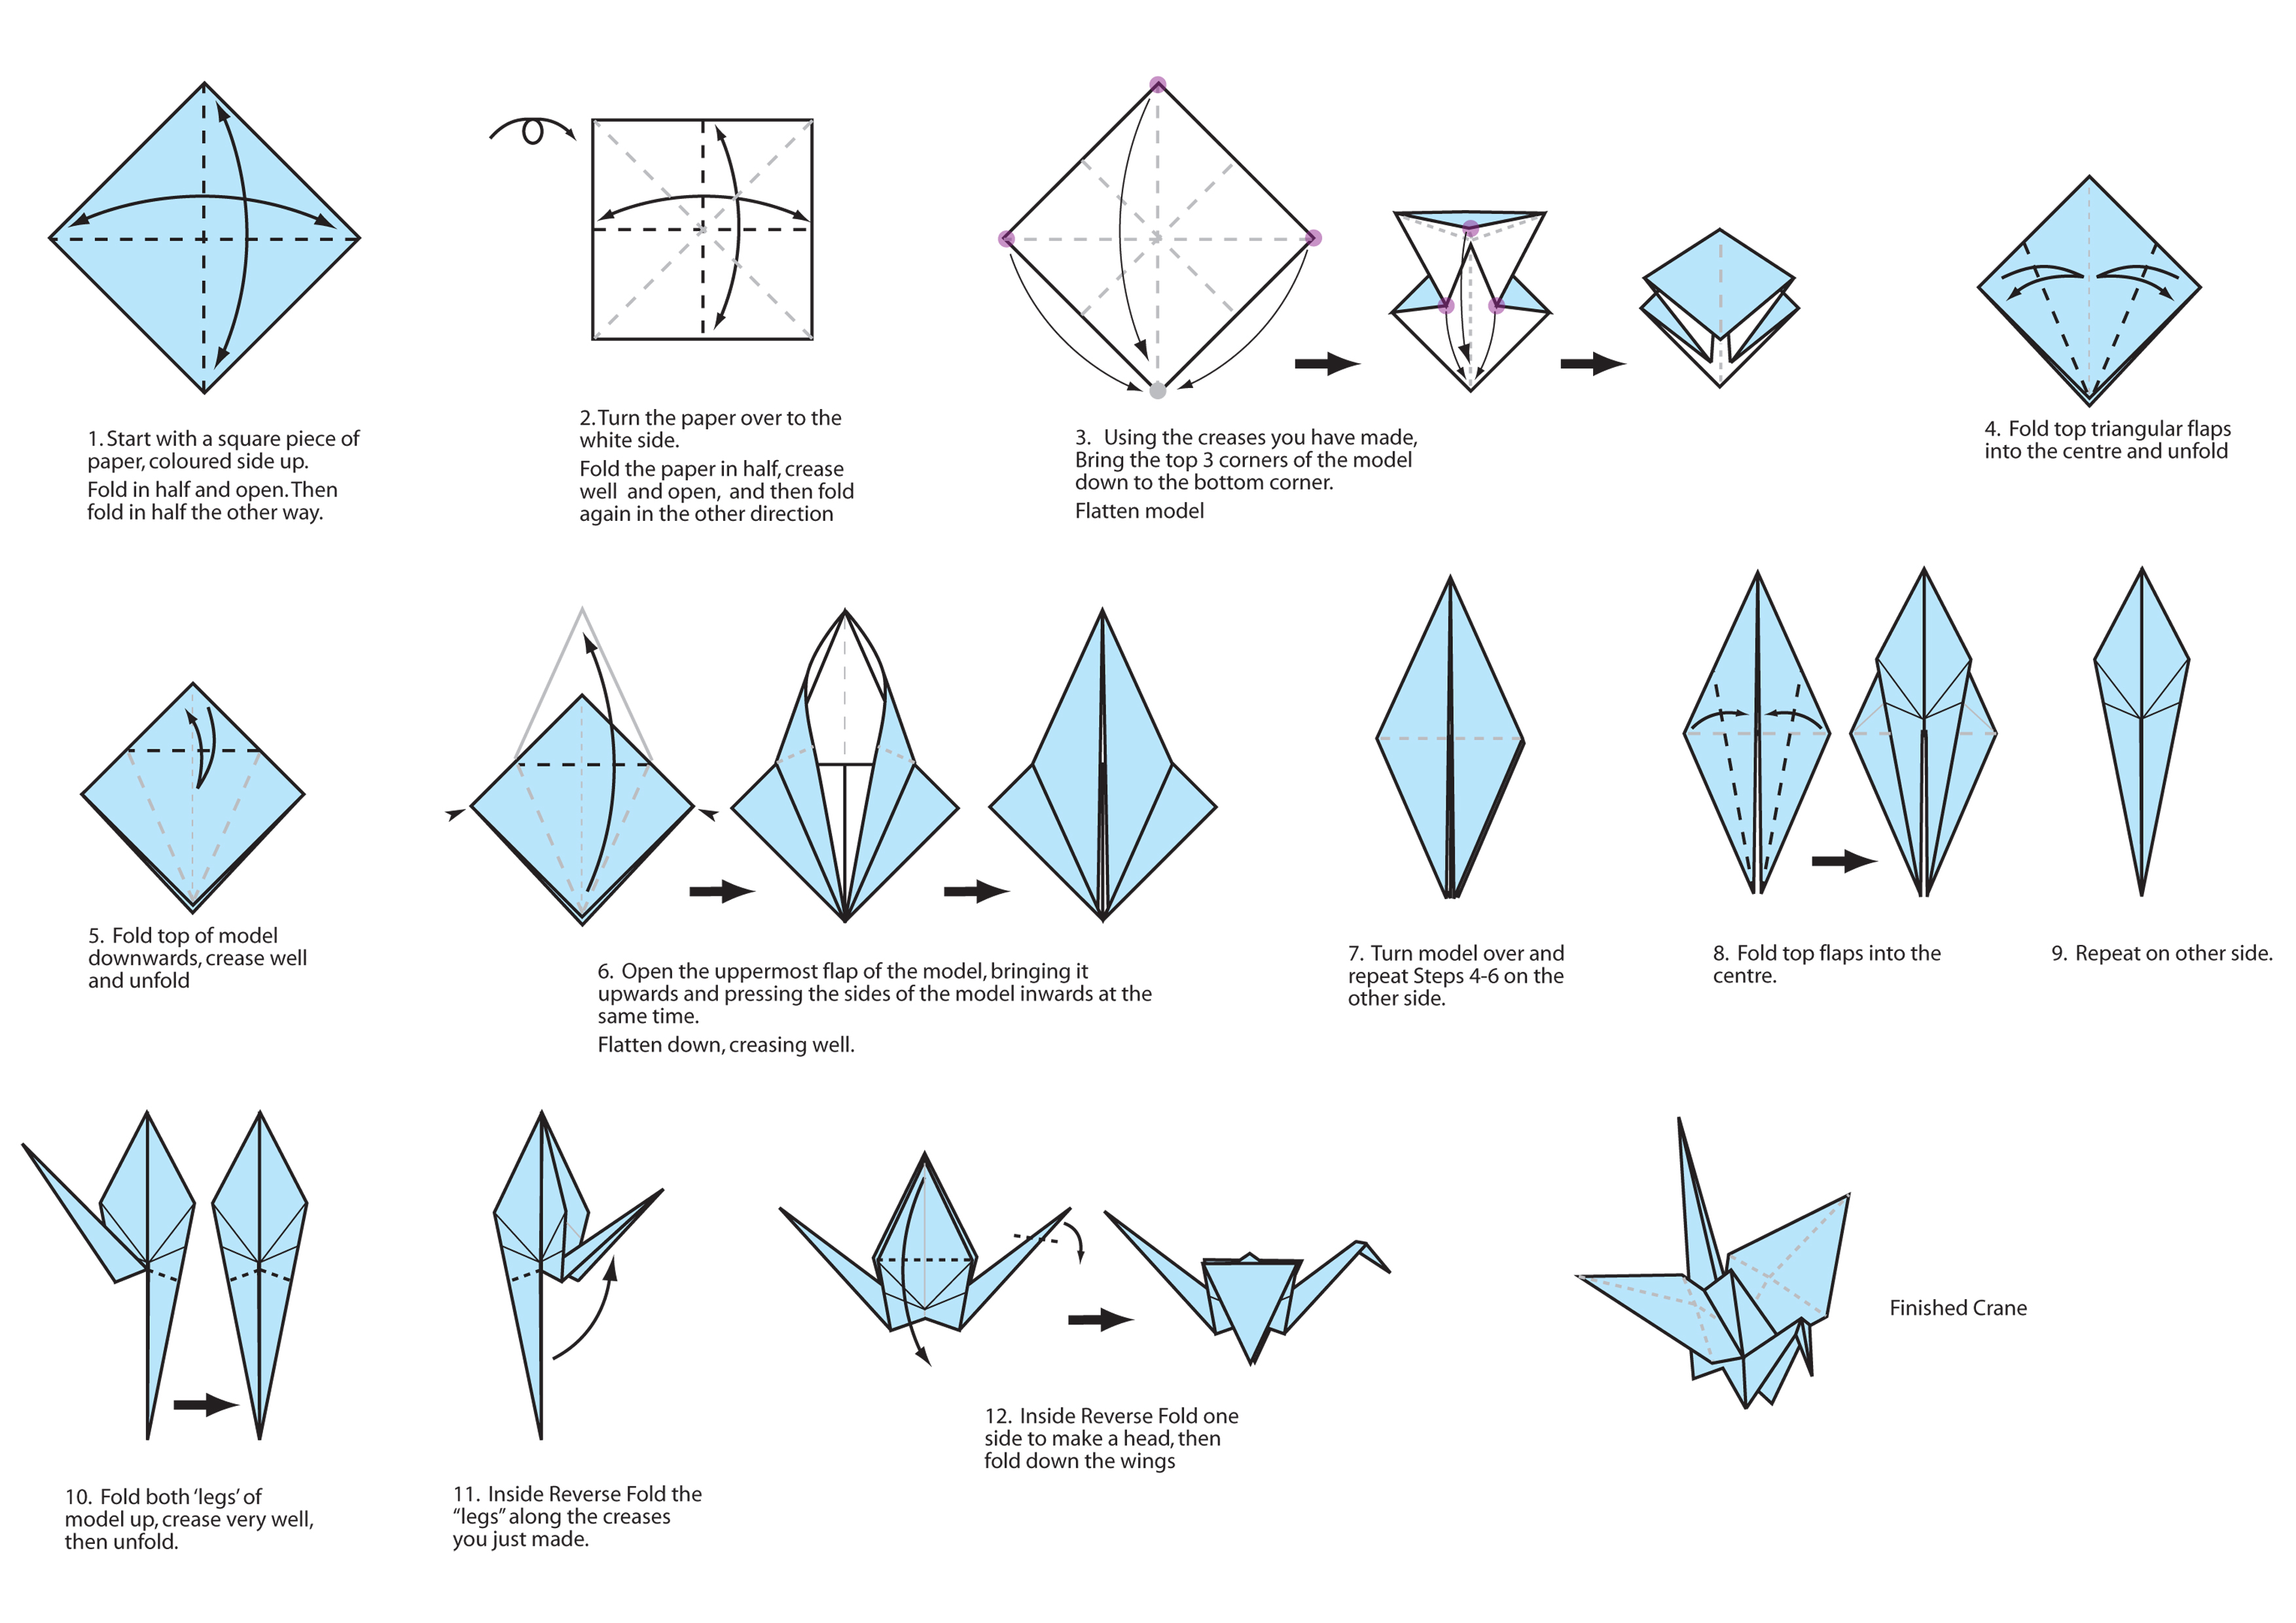 1. Start with a square piece of
paper, coloured side up.
Fold in half and open. Then
fold in half the other way.
2. Turn the paper over to the
white side.
Fold the paper in half, crease
well and open, and then fold
again in the other direction
3. Using the creases you have made,
Bring the top 3 corners of the model
down to the bottom corner.
Flatten model
4. Fold top triangular flaps
into the centre and unfold
5. Fold top of model
downwards, crease well
and unfold
6. Open the uppermost flap of the model, bringing it
upwards and pressing the sides of the model inwards at the
same time.
Flatten down, creasing well.
7. Turn model over and
repeat Steps 4-6 on the
other side.
8. Fold top flaps into the
centre.
9. Repeat on other side.
10. Fold both ‘legs’ of
model up, crease very well,
then unfold.
11. Inside Reverse Fold the
“legs” along the creases
you just made.
12. Inside Reverse Fold one
side to make a head, then
fold down the wings
Finished Crane